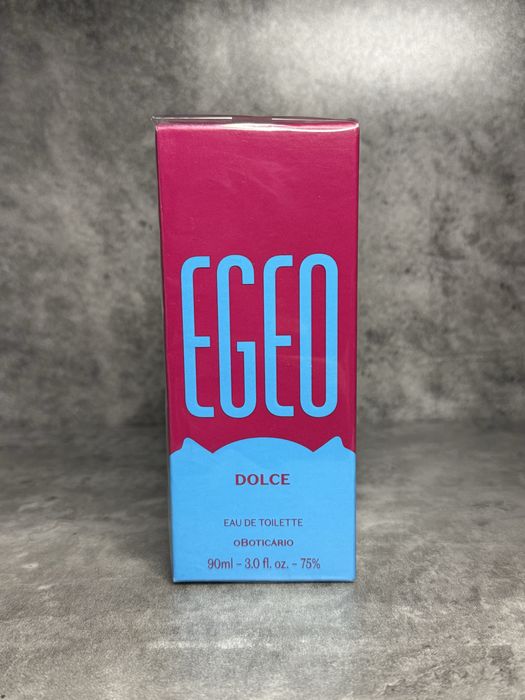 EGEO
DOLCE
EAU DE TOILETTE
oBOTICÁRIO
90ml - 3.0 fl. oz. - 75%